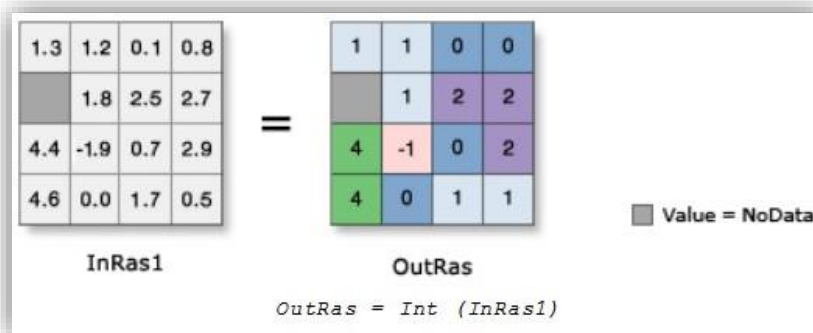 1.3 1.2 0.1 0.8 1 1 0 0
1.8 2.5 2.7 = 1 2 2
4.4 -1.9 0.7 2.9 4 -1 0 2
4.6 0.0 1.7 0.5 4 0 1 1
Value = NoData
InRas1 OutRas
OutRas = Int (InRas1)